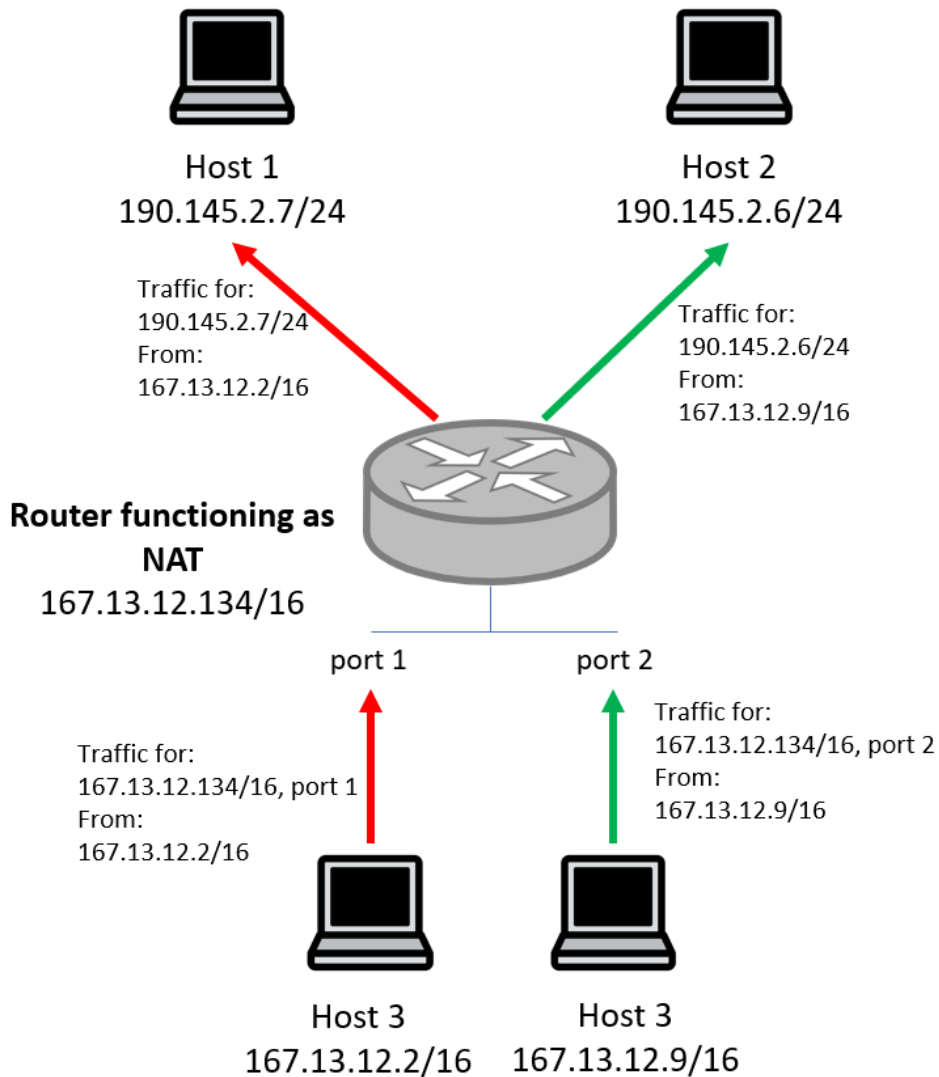 Host 1
190.145.2.7/24
Host 2
190.145.2.6/24
Traffic for:
190.145.2.7/24
From:
167.13.12.2/16
Traffic for:
190.145.2.6/24
From:
167.13.12.9/16
Router functioning as
NAT
167.13.12.134/16
port 1
port 2
Traffic for:
167.13.12.134/16, port 1
From:
167.13.12.2/16
Traffic for:
167.13.12.134/16, port 2
From:
167.13.12.9/16
Host 3
167.13.12.2/16
Host 3
167.13.12.9/16